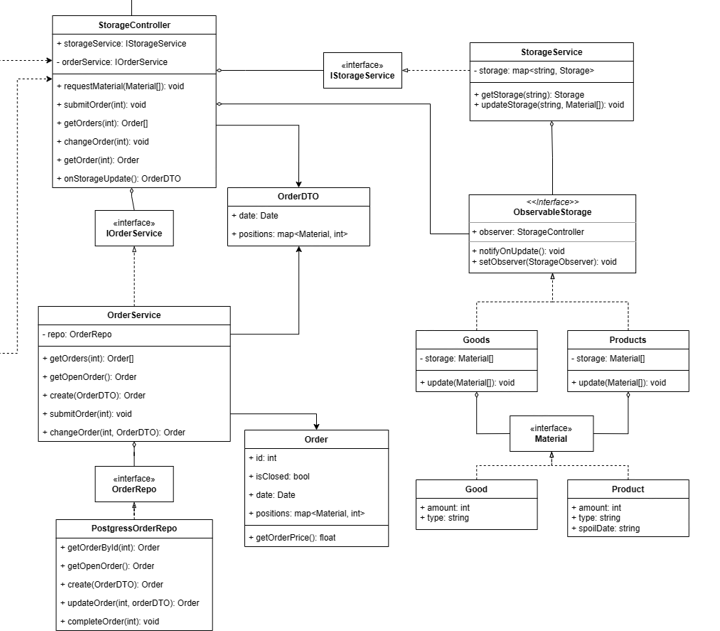 StorageController
+ storageService: IStorageService
- orderService: IOrderService
+ requestMaterial(Material[]): void
+ submitOrder(int): void
+ getOrders(int): Order[]
+ changeOrder(int): void
+ getOrder(int): Order
+ onStorageUpdate(): OrderDTO
«interface»
IStorageService
StorageService
- storage: map<string, Storage>
+ getStorage(string): Storage
+ updateStorage(string, Material[]): void
OrderDTO
+ date: Date
+ positions: map<Material, int>
«interface»
IOrderService
<<Interface>>
ObservableStorage
+ observer: StorageController
+ notifyOnUpdate(): void
+ setObserver(StorageObserver): void
OrderService
- repo: OrderRepo
+ getOrders(int): Order[]
+ getOpenOrder(): Order
+ create(OrderDTO): Order
+ submitOrder(int): void
+ changeOrder(int, OrderDTO): Order
Goods
- storage: Material[]
+ update(Material[]): void
Products
- storage: Material[]
+ update(Material[]): void
«interface»
Material
Order
+ id: int
+ isClosed: bool
+ date: Date
+ positions: map<Material, int>
+ getOrderPrice(): float
«interface»
OrderRepo
Good
+ amount: int
+ type: string
Product
+ amount: int
+ type: string
+ spoilDate: string
PostgressOrderRepo
+ getOrderById(int): Order
+ getOpenOrder(): Order
+ create(OrderDTO): Order
+ updateOrder(int, orderDTO): Order
+ completeOrder(int): void